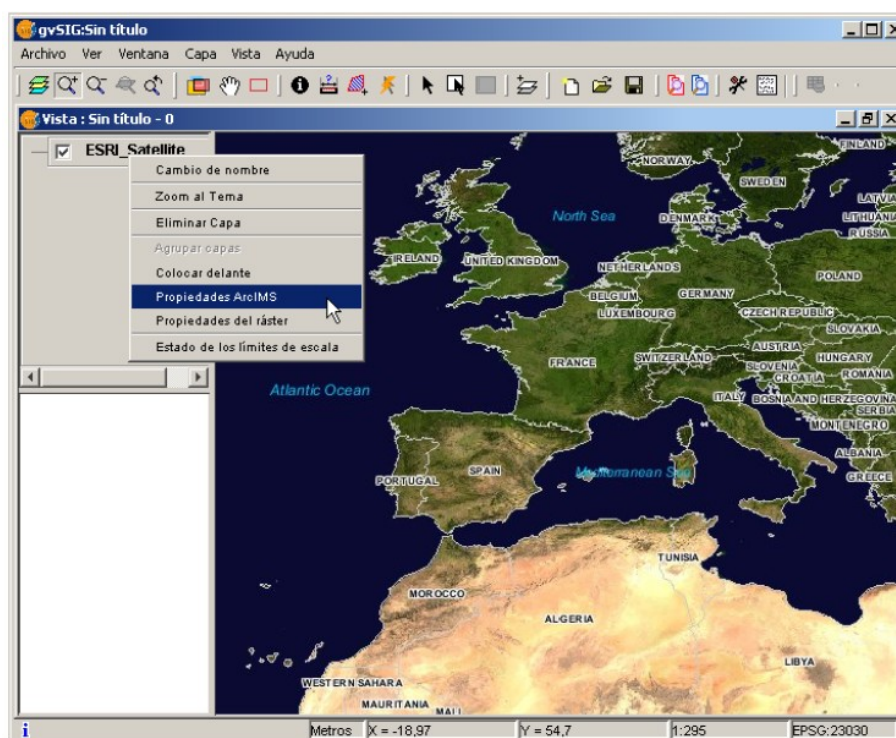 gvSIG:Sin título
Archivo Ver Ventana Capa Vista Ayuda
Vista : Sin título - 0
ESRI_Satellite
Cambio de nombre
Zoom al Tema
Eliminar Capa
Agrupar capas
Colocar delante
Propiedades ArcIMS
Propiedades del ráster
Estado de los límites de escala
FINLAND
NORWAY
SWEDEN
LATVIA
North Sea
DENMARK
LITHUANI
RUSSIA
IRELAND
UNITED KINGDOM
NETHERLANDS
POLAND
BELGIUM
GERMANY
LUXEMBOURG
CZECH REPUBLIC
SLOVAKIA
AUSTRIA
FRANCE
SWITZERLAND
HUNGARY
SLOVENIA
CROATIA
ROMANIA
Atlantic Ocean
ITALY
BOSNIA AND HERZEGOVINA
SERBI
MONTENEGRO
ALBANIA
SPAIN
Mediterranean Sea
PORTUGAL
GREECE
TUNISIA
MOROCCO
ALGERIA
LIBYA
WESTERN SAHARA
MAURITANIA
MALI
Metros X = -18,97 Y = 54,7 1:295 EPSG:23030